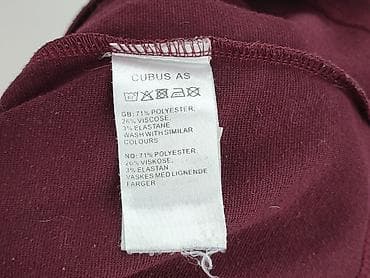 CUBUS AS
GB: 71% POLYESTER,
26% VISCOSE,
3% ELASTANE
WASH WITH SIMILAR
COLOURS
NO: 71% POLYESTER,
26% VISKOSE,
3% ELASTAN
VASKES MED LIGNENDE
FARGER